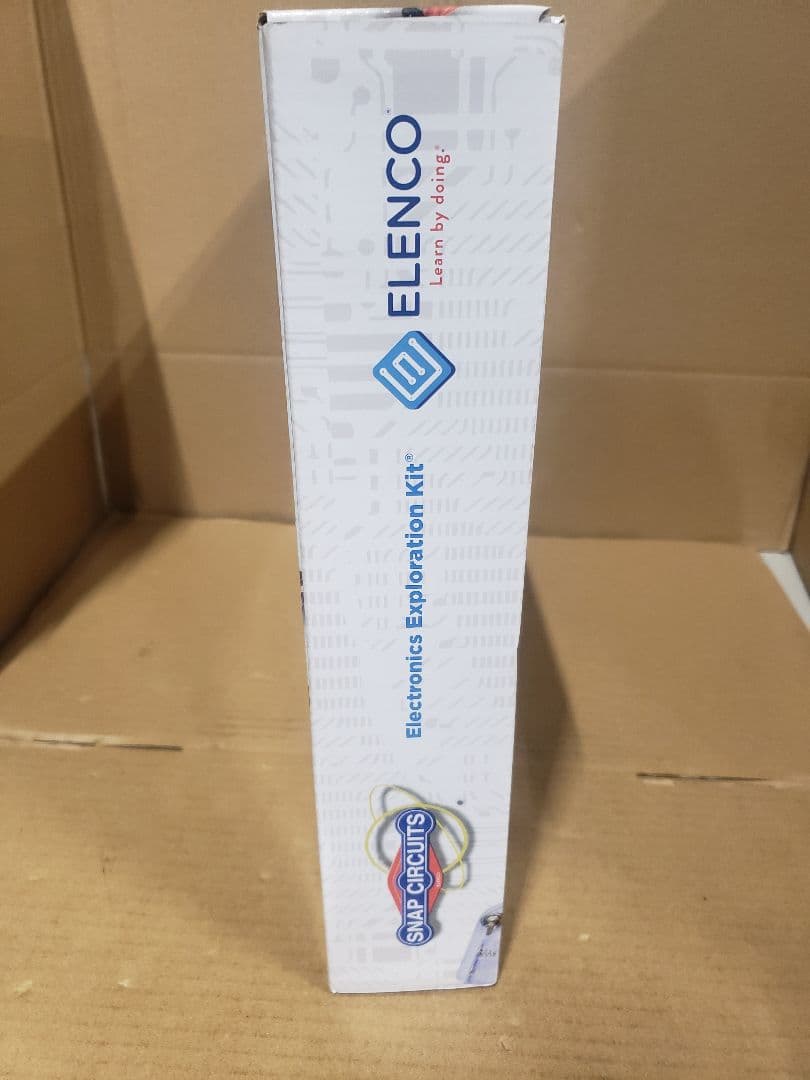 SNAP CIRCUITS
Electronics Exploration Kit®
ELENCO®
Learn by doing.®